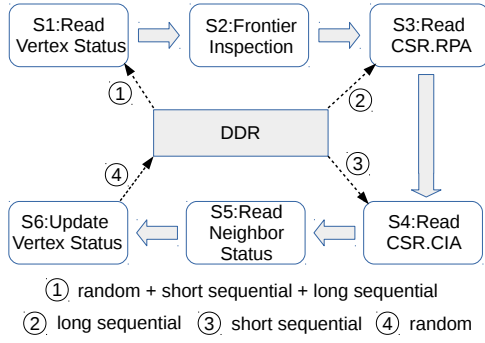 S1:Read
Vertex Status
S2:Frontier
Inspection
S3:Read
CSR.RPA
1
2
DDR
4
3
S6:Update
Vertex Status
S5:Read
Neighbor
Status
S4:Read
CSR.CIA
1 random + short sequential + long sequential
2 long sequential 3 short sequential 4 random